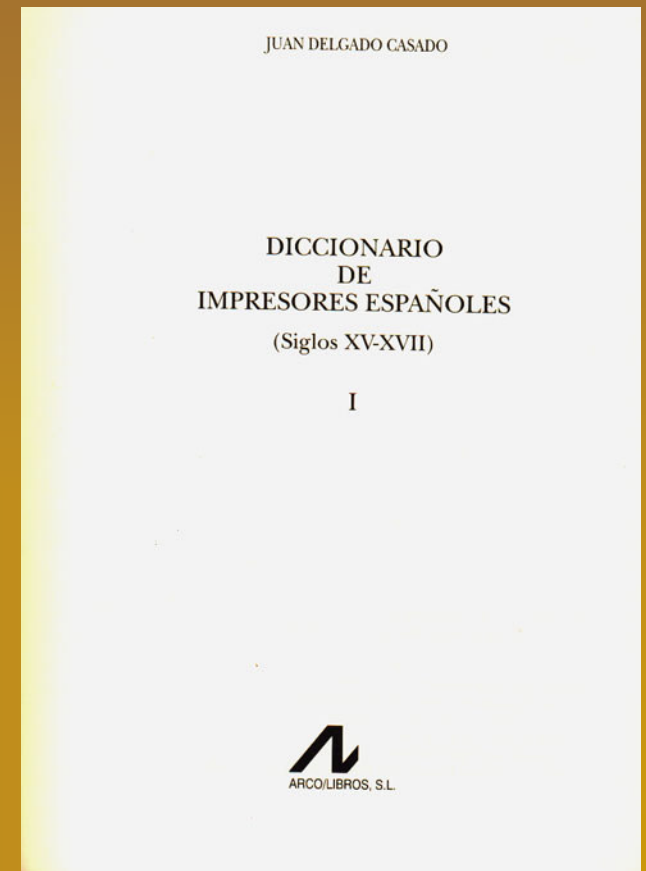 JUAN DELGADO CASADO
DICCIONARIO
DE
IMPRESORES ESPAÑOLES
(Siglos XV-XVII)
I
ARCO/LIBROS, S.L.